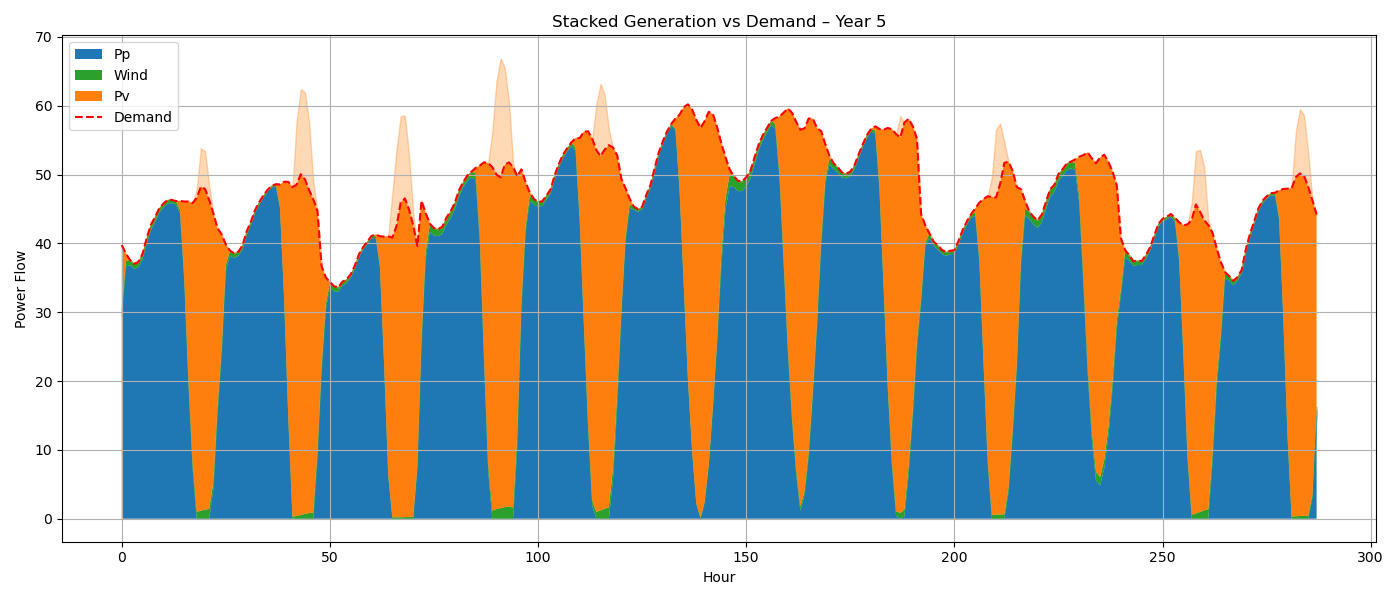 Stacked Generation vs Demand – Year 5
Pp
Wind
Pv
Demand
70
60
50
40
30
20
10
0
Power Flow
0 50 100 150 200 250 300
Hour